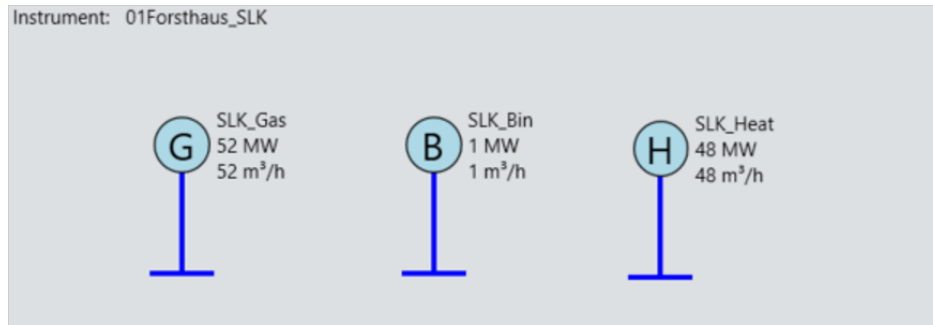 Instrument: 01Forsthaus_SLK
G
SLK_Gas
52 MW
52 m³/h
B
SLK_Bin
1 MW
1 m³/h
H
SLK_Heat
48 MW
48 m³/h